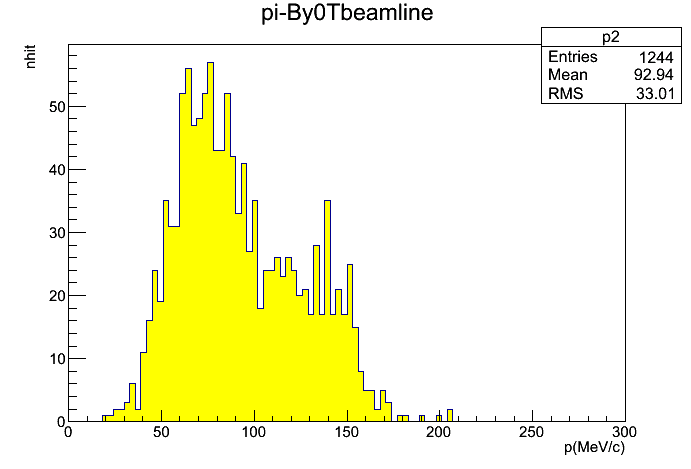 pi-By0Tbeamline
nhit
p2
Entries 1244
Mean 92.94
RMS 33.01
50
40
30
20
10
0
0 50 100 150 200 250 300
p(MeV/c)